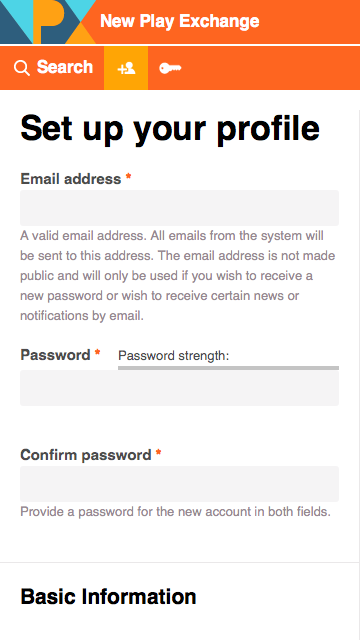 New Play Exchange
Search
Set up your profile
Email address *
A valid email address. All emails from the system will
be sent to this address. The email address is not made
public and will only be used if you wish to receive a
new password or wish to receive certain news or
notifications by email.
Password * Password strength:
Confirm password *
Provide a password for the new account in both fields.
Basic Information